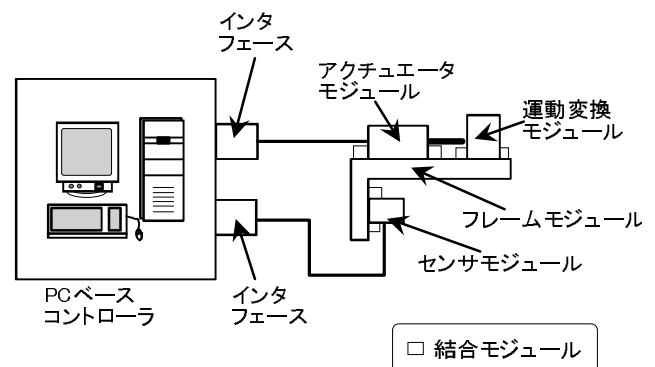 インタ
フェース
アクチュエータ
モジュール
運動変換
モジュール
フレームモジュール
センサモジュール
PCベース
コントローラ
インタ
フェース
□ 結合モジュール